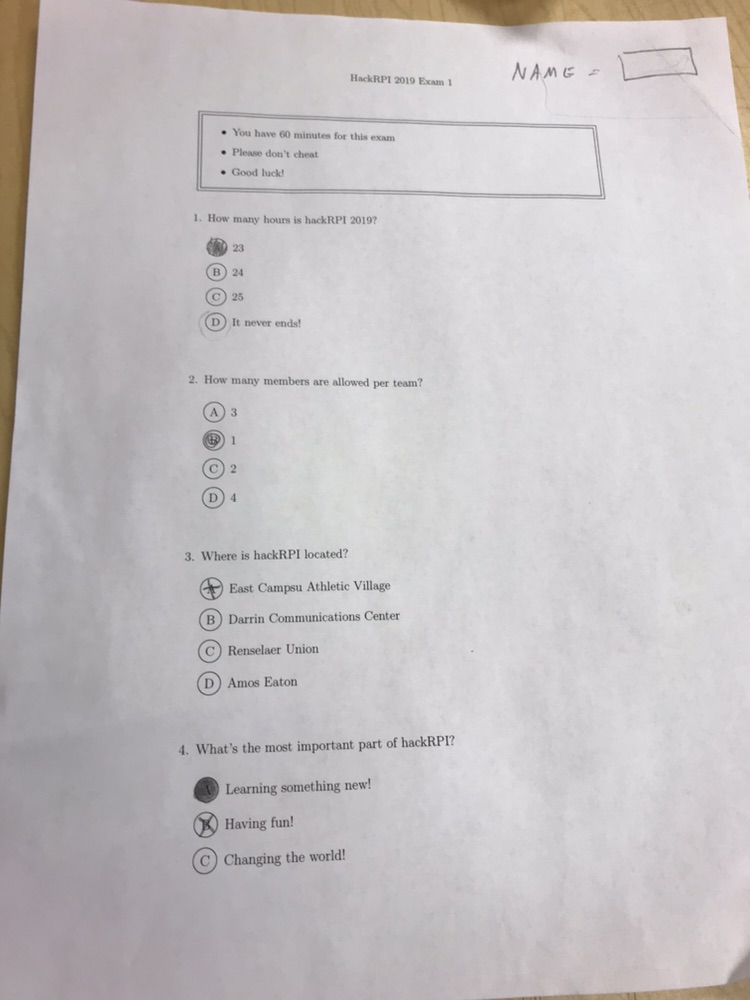 HackRPI 2019 Exam 1
NAME =
• You have 60 minutes for this exam
• Please don't cheat
• Good luck!
1. How many hours is hackRPI 2019?
A 23
B 24
C 25
D It never ends!
2. How many members are allowed per team?
A 3
B 1
C 2
D 4
3. Where is hackRPI located?
A East Campsu Athletic Village
B Darrin Communications Center
C Renselaer Union
D Amos Eaton
4. What's the most important part of hackRPI?
A Learning something new!
B Having fun!
C Changing the world!